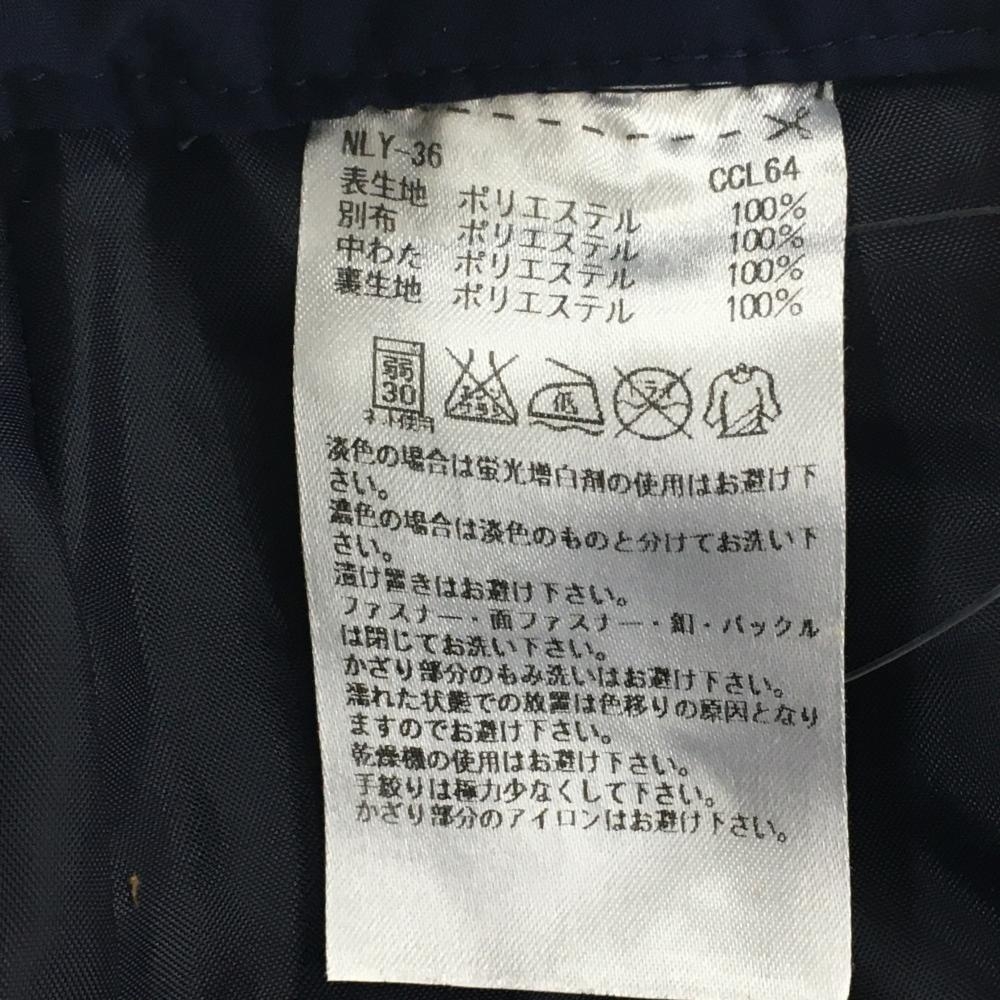 NLY-36
CCL64
表生地 ポリエステル 100%
別布 ポリエステル 100%
中わた ポリエステル 100%
裏生地 ポリエステル 100%
弱
30
ネット使用
エンソ
サラシ
低
ドライ
淡色の場合は蛍光増白剤の使用はお避け下
さい。
濃色の場合は淡色のものと分けてお洗い下
さい。
漬け置きはお避け下さい。
ファスナー・面ファスナー・釦・バックル
は閉じてお洗い下さい。
かざり部分のもみ洗いはお避け下さい。
濡れた状態での放置は色移りの原因となり
ますのでお避け下さい。
乾燥機の使用はお避け下さい。
手絞りは極力少なくして下さい。
かざり部分のアイロンはお避け下さい。